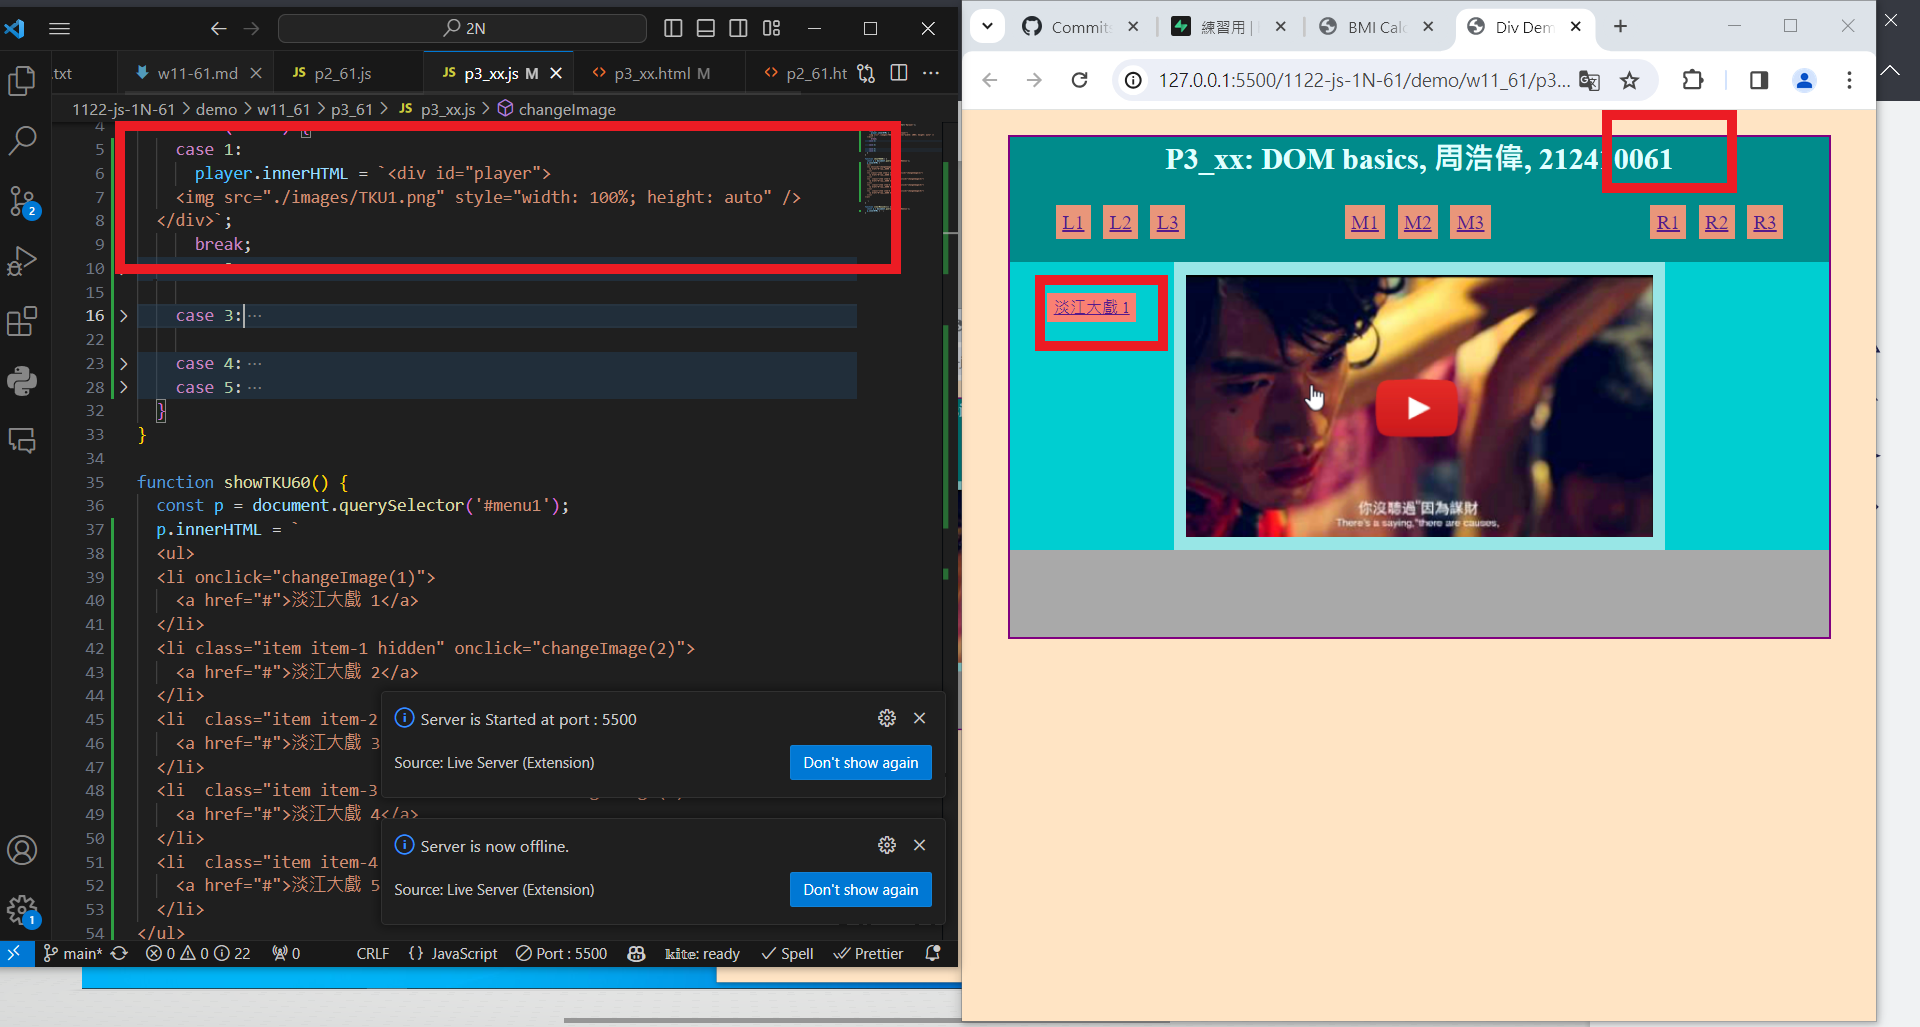 2N
.txt
w11-61.md
JS p2_61.js
JS p3_xx.js M
p3_xx.html M
p2_61.ht
1122-js-1N-61 > demo > w11_61 > p3_61 > JS p3_xx.js > changeImage
4
5 case 1:
6 player.innerHTML = `<div id="player">
7 <img src="./images/TKU1.png" style="width: 100%; height: auto" />
8 </div>`;
9 break;
10
15
16 case 3:···
22
23 case 4:···
28 case 5:···
32 }
33 }
34
35 function showTKU60() {
36 const p = document.querySelector('#menu1');
37 p.innerHTML = `
38 <ul>
39 <li onclick="changeImage(1)">
40 <a href="#">淡江大戲 1</a>
41 </li>
42 <li class="item item-1 hidden" onclick="changeImage(2)">
43 <a href="#">淡江大戲 2</a>
44 </li>
45 <li  class="item item-2
46 <a href="#">淡江大戲 3
47 </li>
48 <li  class="item item-3
49 <a href="#">淡江大戲 4</a>
50 </li>
51 <li  class="item item-4
52 <a href="#">淡江大戲 5
53 </li>
54 </ul>
Server is Started at port : 5500
Source: Live Server (Extension)
Don't show again
Server is now offline.
Source: Live Server (Extension)
Don't show again
2
1
main*
0 0 22
0
CRLF
{} JavaScript
Port : 5500
kite: ready
Spell
Prettier
Commits
練習用 |
BMI Calc
Div Dem
127.0.0.1:5500/1122-js-1N-61/demo/w11_61/p3...
P3_xx: DOM basics, 周浩偉, 212410061
L1 L2 L3
M1 M2 M3
R1 R2 R3
淡江大戲 1
你沒聽過"因為謀財
There's a saying,"there are causes,